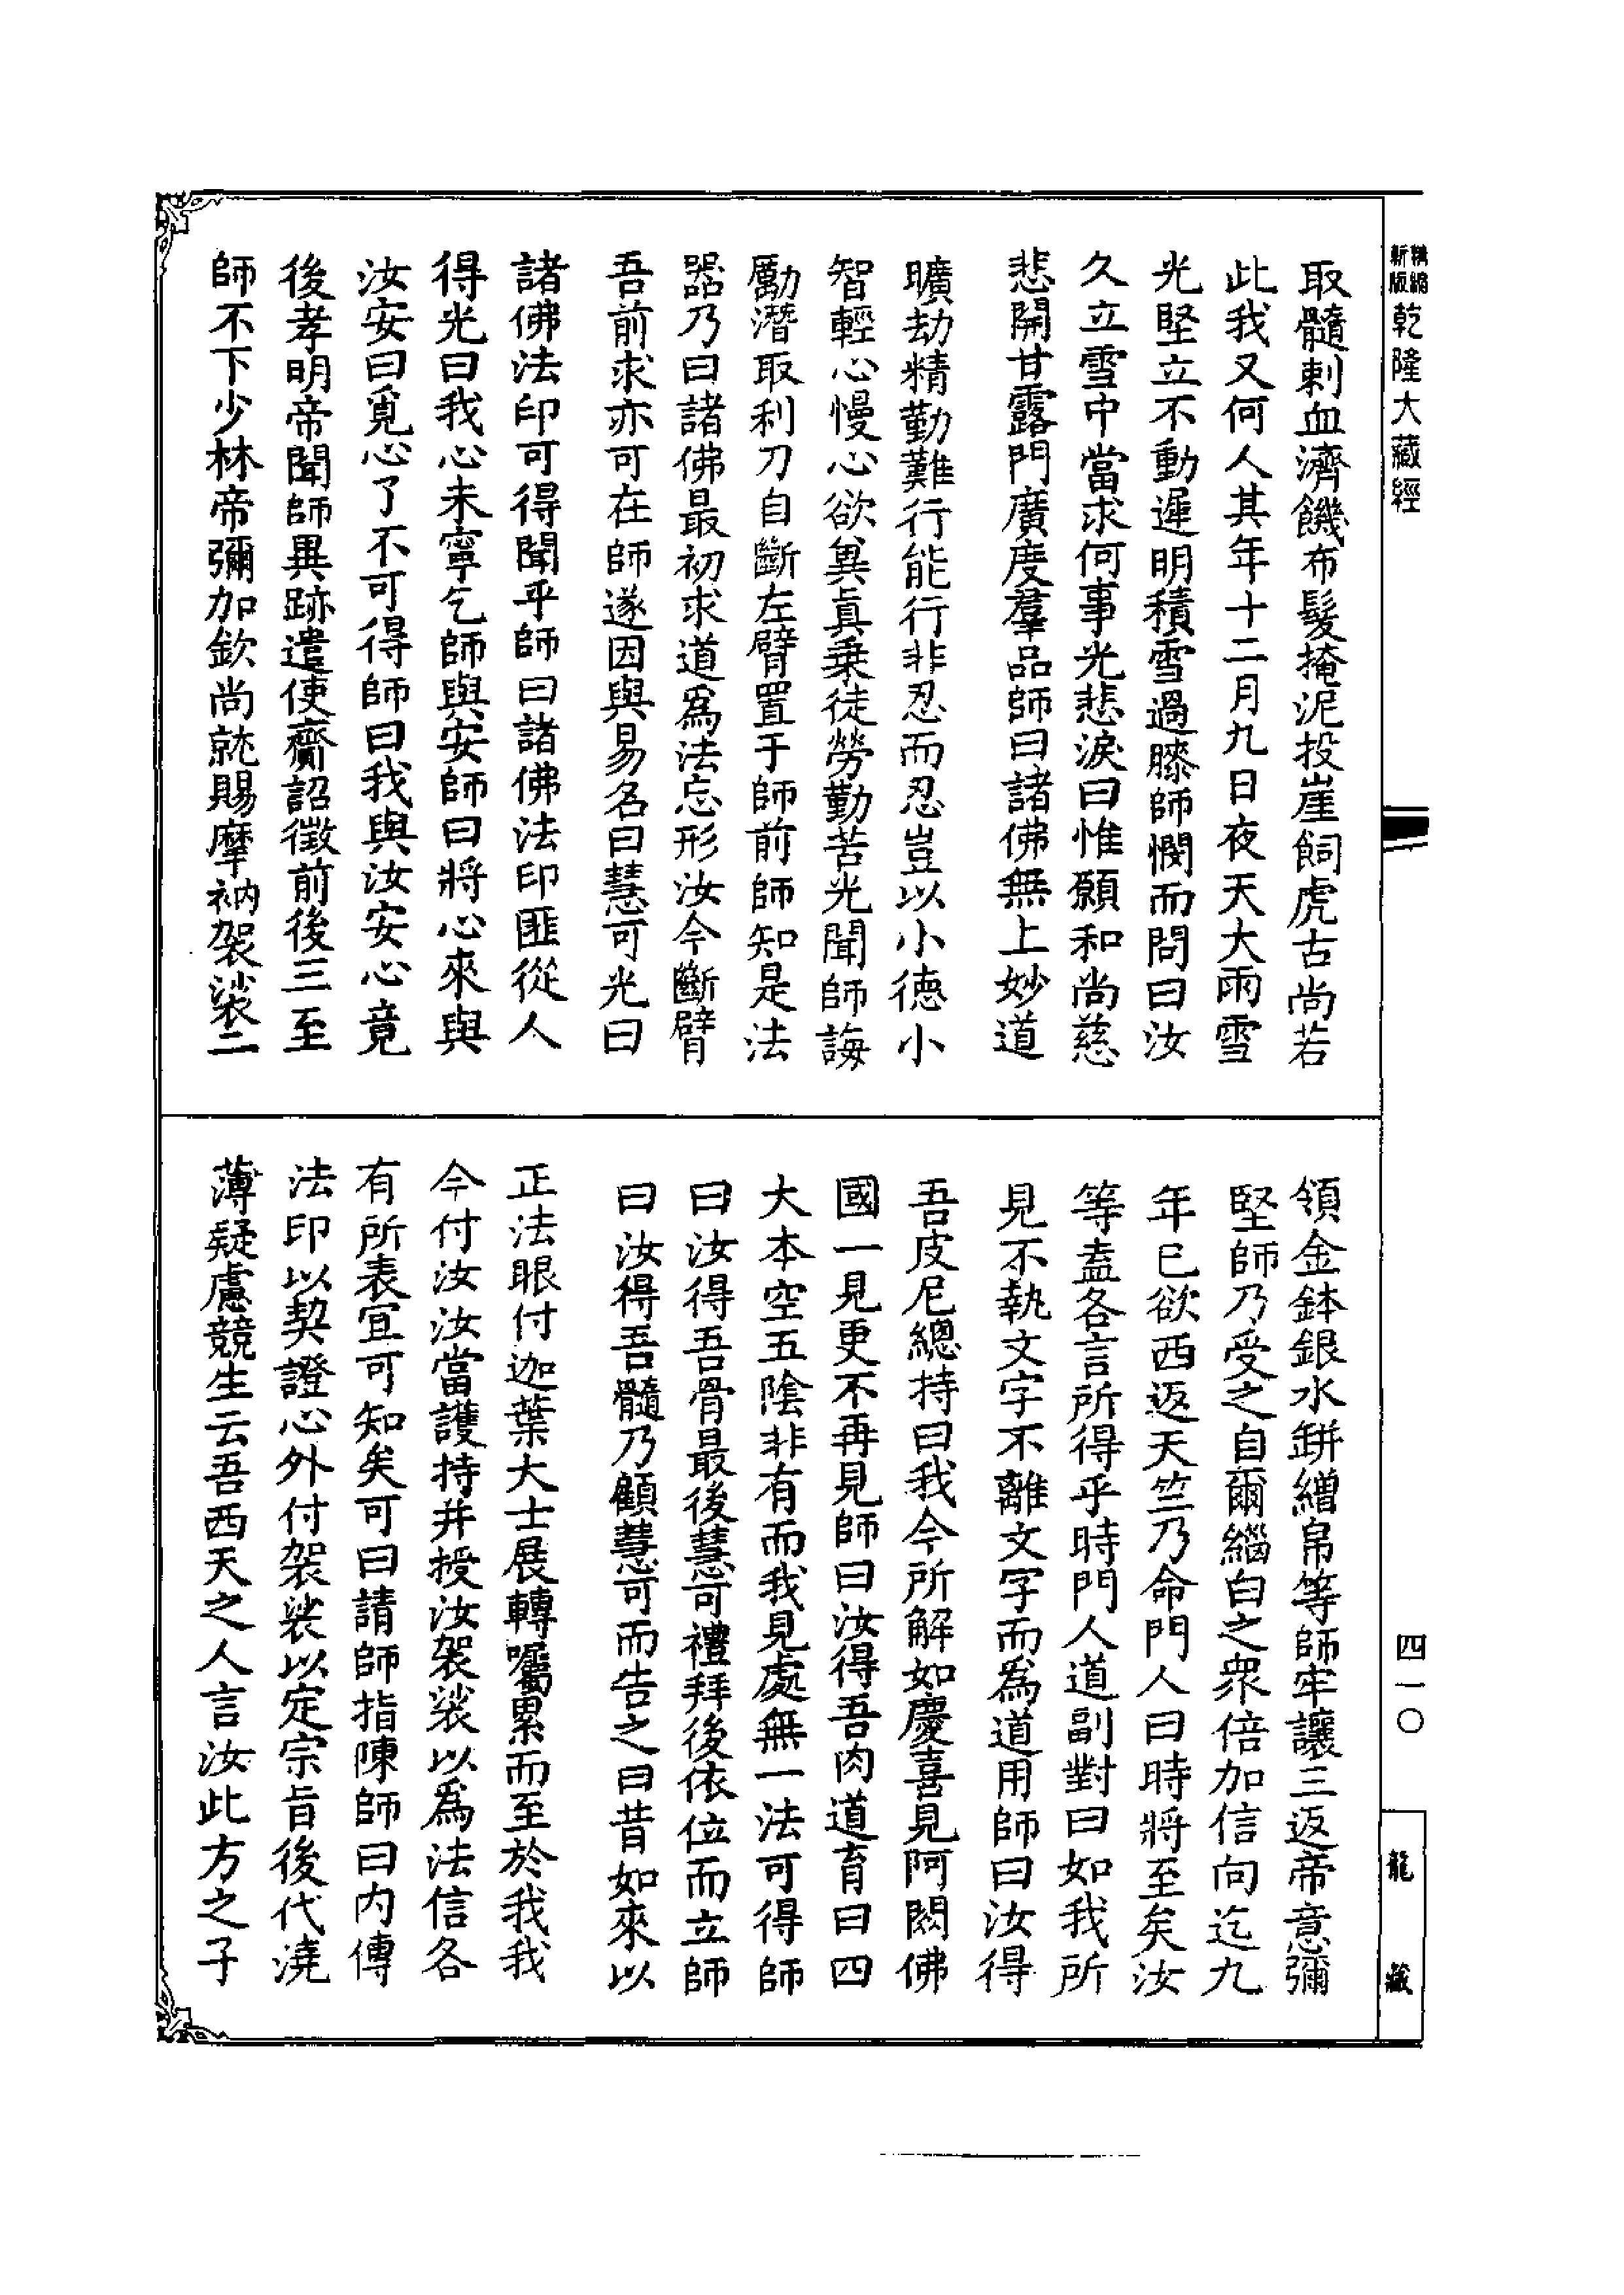 新版
精縮
乾隆大藏經
四一〇
龍藏
取髓刺血濟饑布髮掩泥投崖飼虎古尚若
此我又何人其年十二月九日夜天大雨雪
光堅立不動遲明積雪過膝師憫而問曰汝
久立雪中當求何事光悲淚曰惟願和尚慈
悲開甘露門廣度羣品師曰諸佛無上妙道
曠劫精勤難行能行非忍而忍豈以小德小
智輕心慢心欲冀眞乗徒勞勤苦光聞師誨
勵潛取利刀自斷左臂置于師前師知是法
器乃曰諸佛最初求道爲法忘形汝今斷臂
吾前求亦可在師遂因與易名曰慧可光曰
諸佛法印可得聞乎師曰諸佛法印匪從人
得光曰我心未寧乞師與安師曰將心來與
汝安曰覓心了不可得師曰我與汝安心竟
後孝明帝聞師異跡遣使齎詔徵前後三至
師不下少林帝彌加欽尚就賜摩衲袈裟二
領金鉢銀水缾繒帛等師牢讓三返帝意彌
堅師乃受之自爾緇白之衆倍加信向迄九
年已欲西返天竺乃命門人曰時將至矣汝
等盍各言所得乎時門人道副對曰如我所
見不執文字不離文字而爲道用師曰汝得
吾皮尼總持曰我今所解如慶喜見阿閦佛
國一見更不再見師曰汝得吾肉道育曰四
大本空五陰非有而我見處無一法可得師
曰汝得吾骨最後慧可禮拜後依位而立師
曰汝得吾髓乃顧慧可而告之曰昔如來以
正法眼付迦葉大士展轉囑累而至於我我
今付汝汝當護持并授汝袈裟以爲法信各
有所表宜可知矣可曰請師指陳師曰内傳
法印以契證心外付袈裟以定宗旨後代澆
薄疑慮競生云吾西天之人言汝此方之子